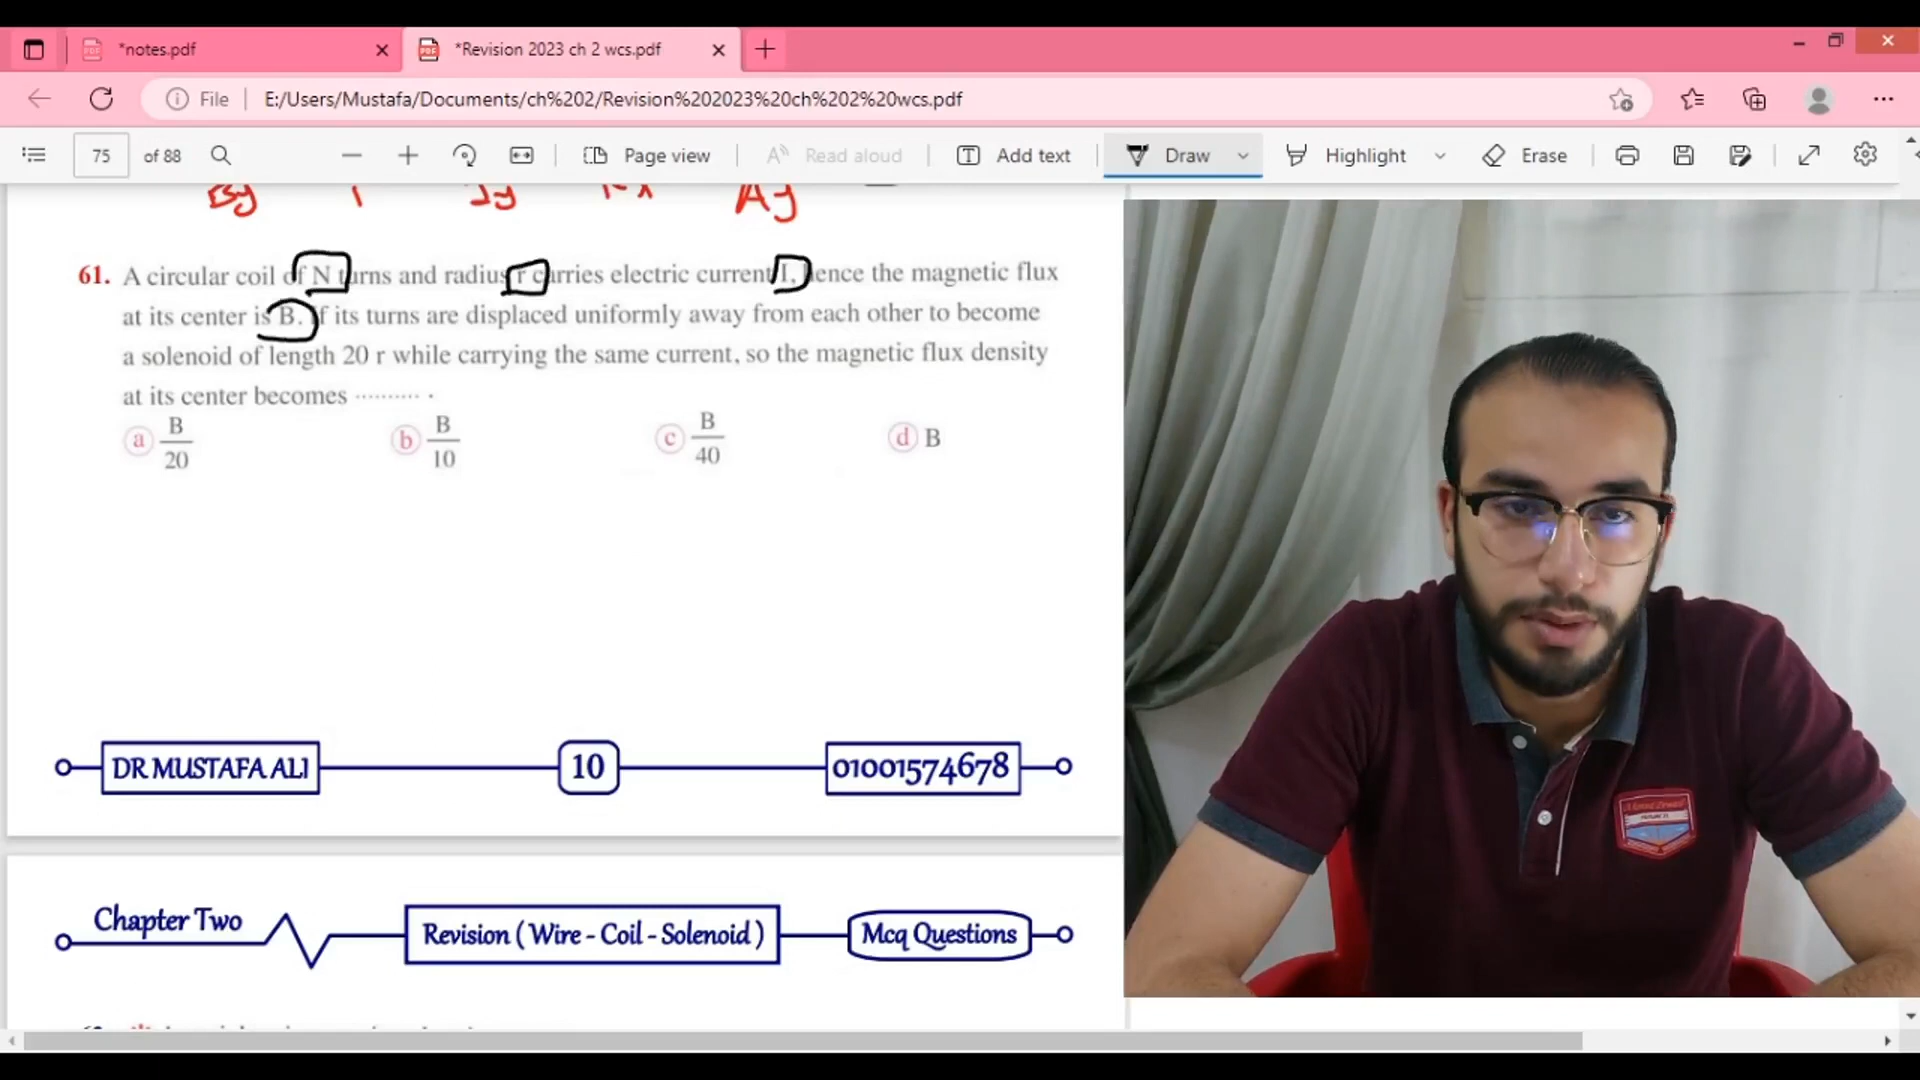 *notes.pdf
*Revision 2023 ch 2 wcs.pdf
File
E:/Users/Mustafa/Documents/ch%202/Revision%202023%20ch%202%20wcs.pdf
75 of 88
Page view
Read aloud
Add text
Draw
Highlight
Erase
By Iy Ay
61. A circular coil of N turns and radius r carries electric current I, hence the magnetic flux
at its center is B. If its turns are displaced uniformly away from each other to become
a solenoid of length 20 r while carrying the same current, so the magnetic flux density
at its center becomes .......... .
a B/20 b B/10 c B/40 d B
DR MUSTAFA ALI
10
01001574678
Chapter Two
Revision ( Wire - Coil - Solenoid )
Mcq Questions